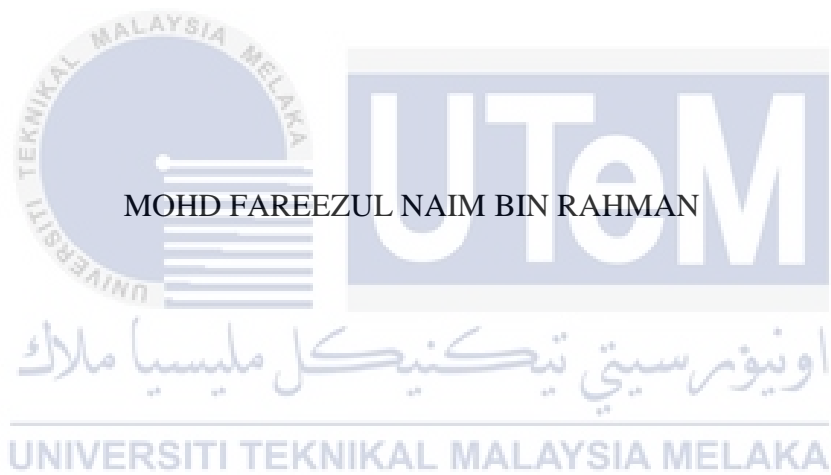 UNIVERSITI TEKNIKAL MALAYSIA MELAKA
UTeM
MOHD FAREEZUL NAIM BIN RAHMAN
اونيۏرسيتي تيكنيكل مليسيا ملاك
UNIVERSITI TEKNIKAL MALAYSIA MELAKA